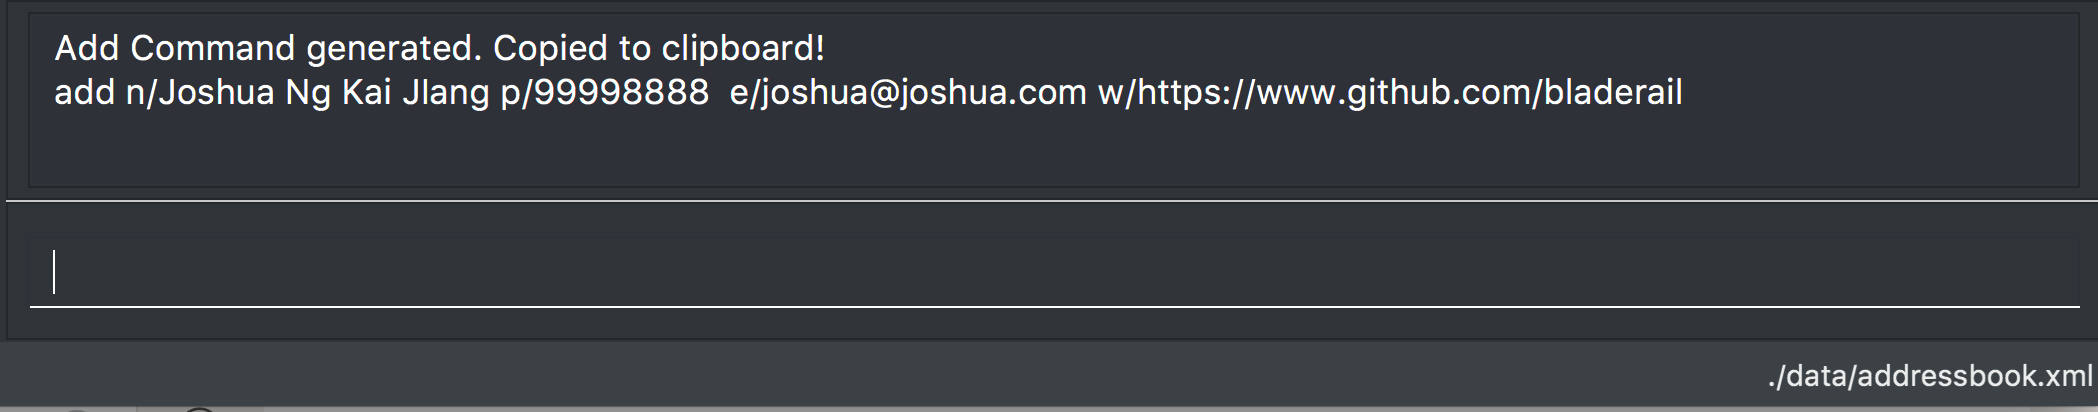 Add Command generated. Copied to clipboard!
add n/Joshua Ng Kai JIang p/99998888  e/joshua@joshua.com w/https://www.github.com/bladerail
./data/addressbook.xml